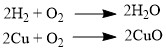 2H₂ + O₂ ⟶ 2H₂O
2Cu + O₂ ⟶ 2CuO